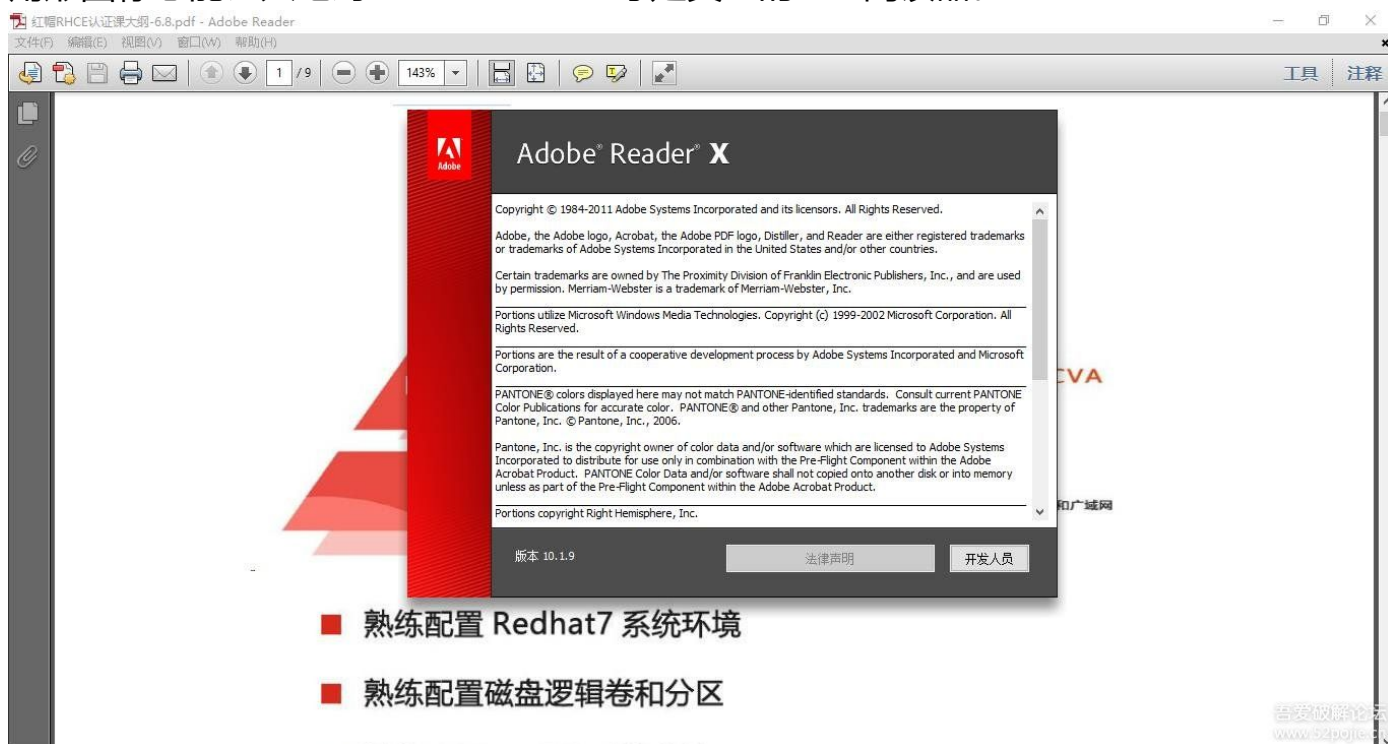 红帽RHCE认证课大纲-6.8.pdf - Adobe Reader
文件(F) 编辑(E) 视图(V) 窗口(W) 帮助(H)
1 / 9 143% 工具 注释
Adobe
Adobe® Reader® X
Copyright © 1984-2011 Adobe Systems Incorporated and its licensors. All Rights Reserved.
Adobe, the Adobe logo, Acrobat, the Adobe PDF logo, Distiller, and Reader are either registered trademarks
or trademarks of Adobe Systems Incorporated in the United States and/or other countries.
Certain trademarks are owned by The Proximity Division of Franklin Electronic Publishers, Inc., and are used
by permission. Merriam-Webster is a trademark of Merriam-Webster, Inc.
Portions utilize Microsoft Windows Media Technologies. Copyright (c) 1999-2002 Microsoft Corporation. All
Rights Reserved.
Portions are the result of a cooperative development process by Adobe Systems Incorporated and Microsoft
Corporation.
PANTONE® colors displayed here may not match PANTONE-identified standards. Consult current PANTONE
Color Publications for accurate color. PANTONE® and other Pantone, Inc. trademarks are the property of
Pantone, Inc. © Pantone, Inc., 2006.
Pantone, Inc. is the copyright owner of color data and/or software which are licensed to Adobe Systems
Incorporated to distribute for use only in combination with the Pre-Flight Component within the Adobe
Acrobat Product. PANTONE Color Data and/or software shall not copied onto another disk or into memory
unless as part of the Pre-Flight Component within the Adobe Acrobat Product.
Portions copyright Right Hemisphere, Inc.
CVA
和广域网
版本 10.1.9 法律声明 开发人员
熟练配置 Redhat7 系统环境
熟练配置磁盘逻辑卷和分区
吾爱破解论坛
www.52pojie.cn